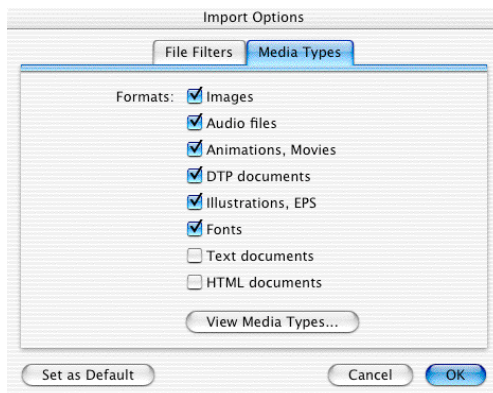 Import Options
File Filters Media Types
Formats: Images
Audio files
Animations, Movies
DTP documents
Illustrations, EPS
Fonts
Text documents
HTML documents
View Media Types...
Set as Default Cancel OK